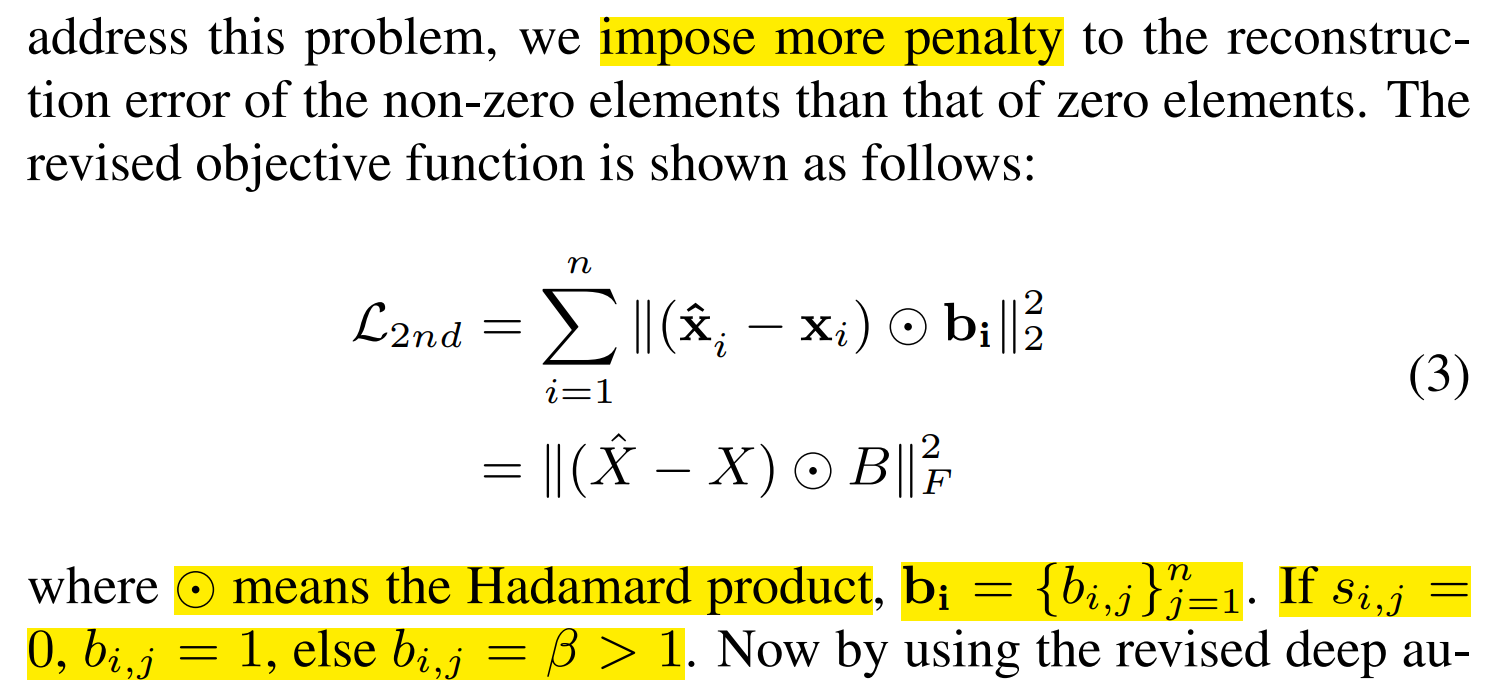 address this problem, we impose more penalty to the reconstruc-
tion error of the non-zero elements than that of zero elements. The
revised objective function is shown as follows:
$\mathcal{L}_{2nd} = \sum_{i=1}^{n} \|(\hat{\mathbf{x}}_i - \mathbf{x}_i) \odot \mathbf{b_i}\|_2^2$
$= \|(\hat{X} - X) \odot B\|_F^2$
(3)
where ⊙ means the Hadamard product, $\mathbf{b_i} = \{b_{i,j}\}_{j=1}^{n}$. If $s_{i,j} =$
$0$, $b_{i,j} = 1$, else $b_{i,j} = \beta > 1$. Now by using the revised deep au-